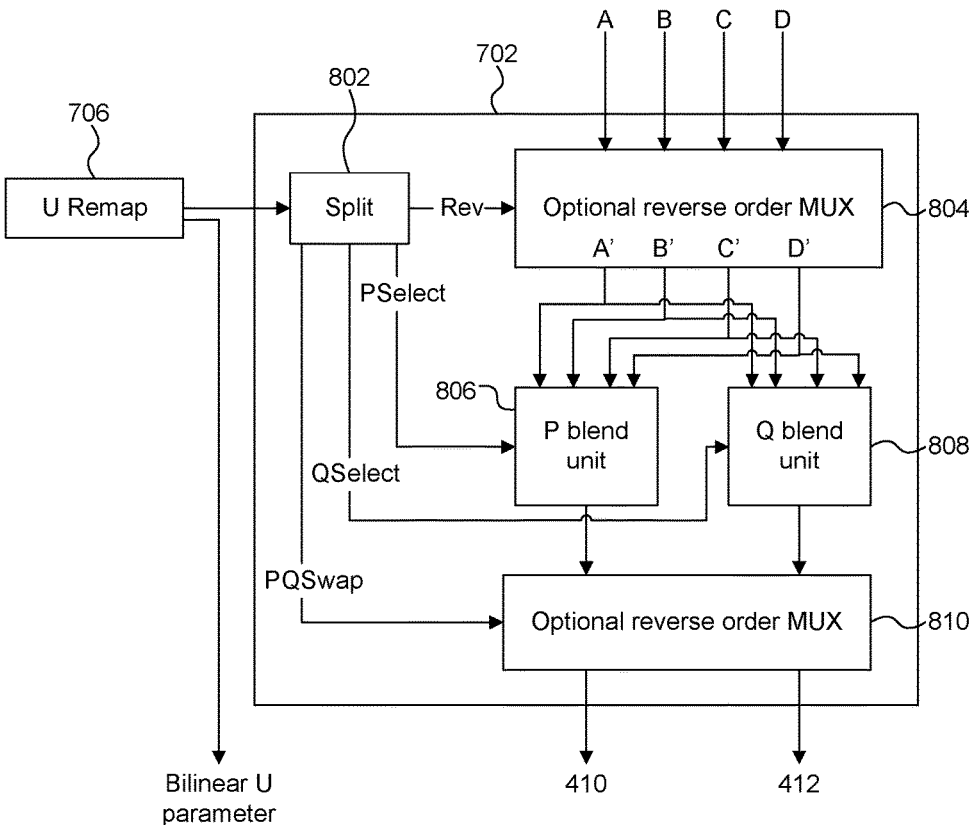 A B C D
702
802
706
U Remap
Split
Rev
Optional reverse order MUX
804
A' B' C' D'
PSelect
806
P blend
unit
Q blend
unit
808
QSelect
PQSwap
Optional reverse order MUX
810
Bilinear U
parameter
410
412